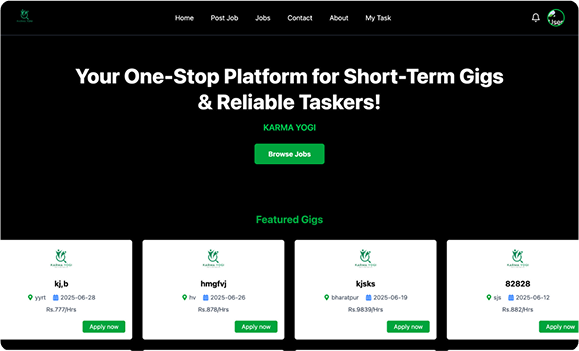 Home Post Job Jobs Contact About My Task
User
Your One-Stop Platform for Short-Term Gigs
& Reliable Taskers!
KARMA YOGI
Browse Jobs
Featured Gigs
KARMA YOGI
kj,b
yyrt 2025-06-28
Rs.777/Hrs
Apply now
KARMA YOGI
hmgfvj
hv 2025-06-26
Rs.878/Hrs
Apply now
KARMA YOGI
kjsks
bharatpur 2025-06-19
Rs.9839/Hrs
Apply now
KARMA YOGI
82828
sjs 2025-06-12
Rs.882/Hrs
Apply now